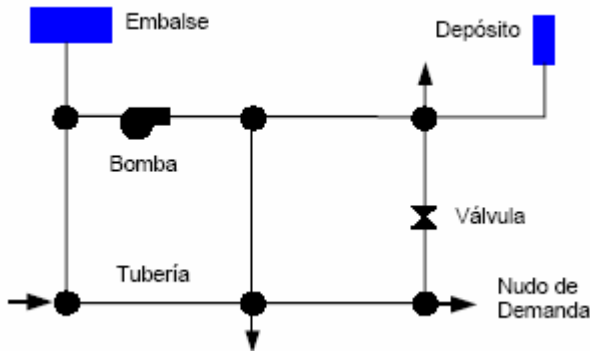 Embalse
Depósito
Bomba
Válvula
Tubería
Nudo de
Demanda